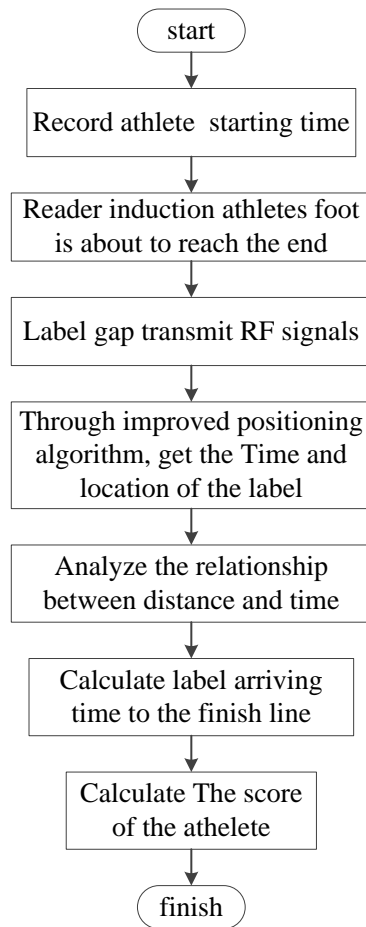 start
Record athlete starting time
Reader induction athletes foot
is about to reach the end
Label gap transmit RF signals
Through improved positioning
algorithm, get the Time and
location of the label
Analyze the relationship
between distance and time
Calculate label arriving
time to the finish line
Calculate The score
of the athelete
finish